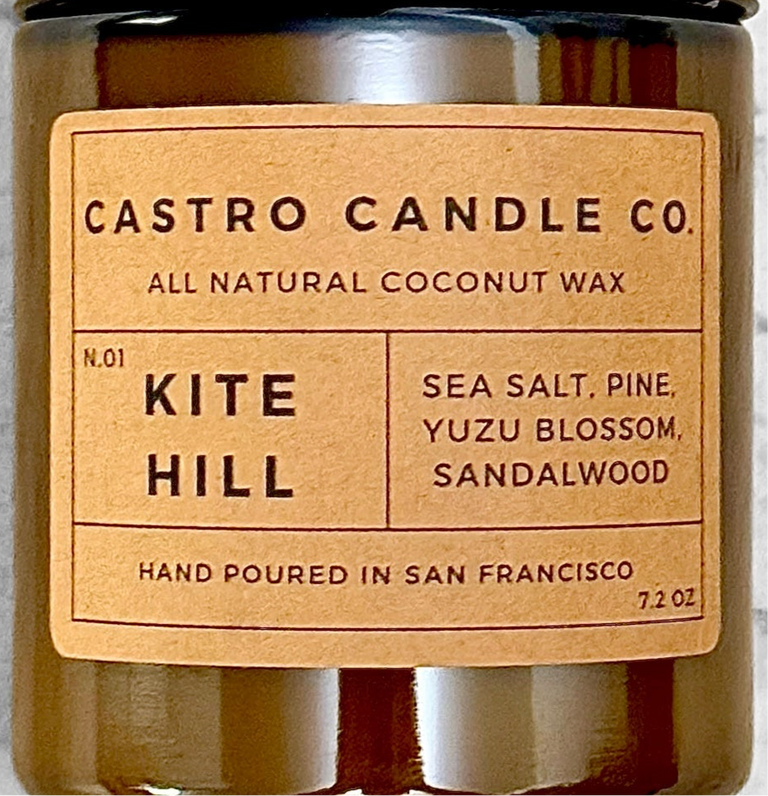 CASTRO CANDLE CO.
ALL NATURAL COCONUT WAX
N.01
KITE
HILL
SEA SALT, PINE,
YUZU BLOSSOM,
SANDALWOOD
HAND POURED IN SAN FRANCISCO
7.2 OZ